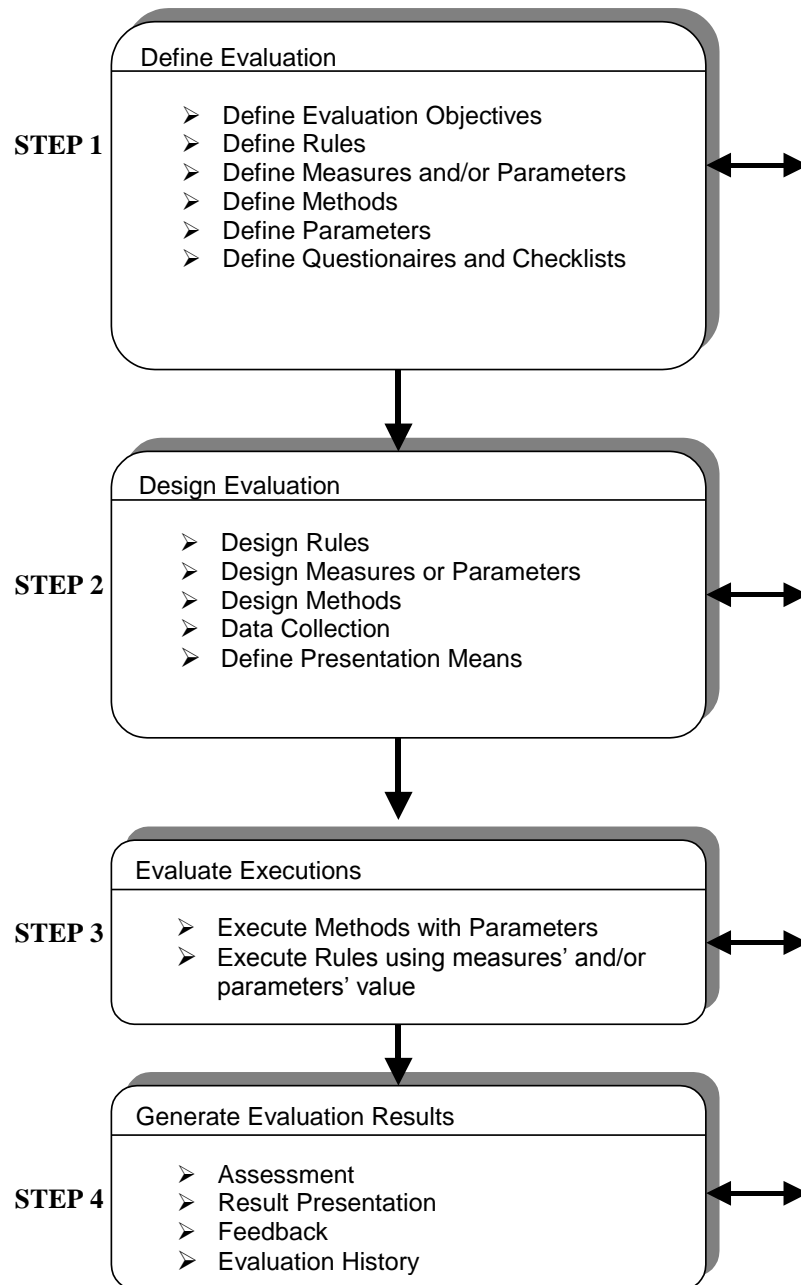 Define Evaluation
STEP 1
➢ Define Evaluation Objectives
➢ Define Rules
➢ Define Measures and/or Parameters
➢ Define Methods
➢ Define Parameters
➢ Define Questionaires and Checklists
Design Evaluation
STEP 2
➢ Design Rules
➢ Design Measures or Parameters
➢ Design Methods
➢ Data Collection
➢ Define Presentation Means
Evaluate Executions
STEP 3
➢ Execute Methods with Parameters
➢ Execute Rules using measures’ and/or
parameters’ value
Generate Evaluation Results
STEP 4
➢ Assessment
➢ Result Presentation
➢ Feedback
➢ Evaluation History